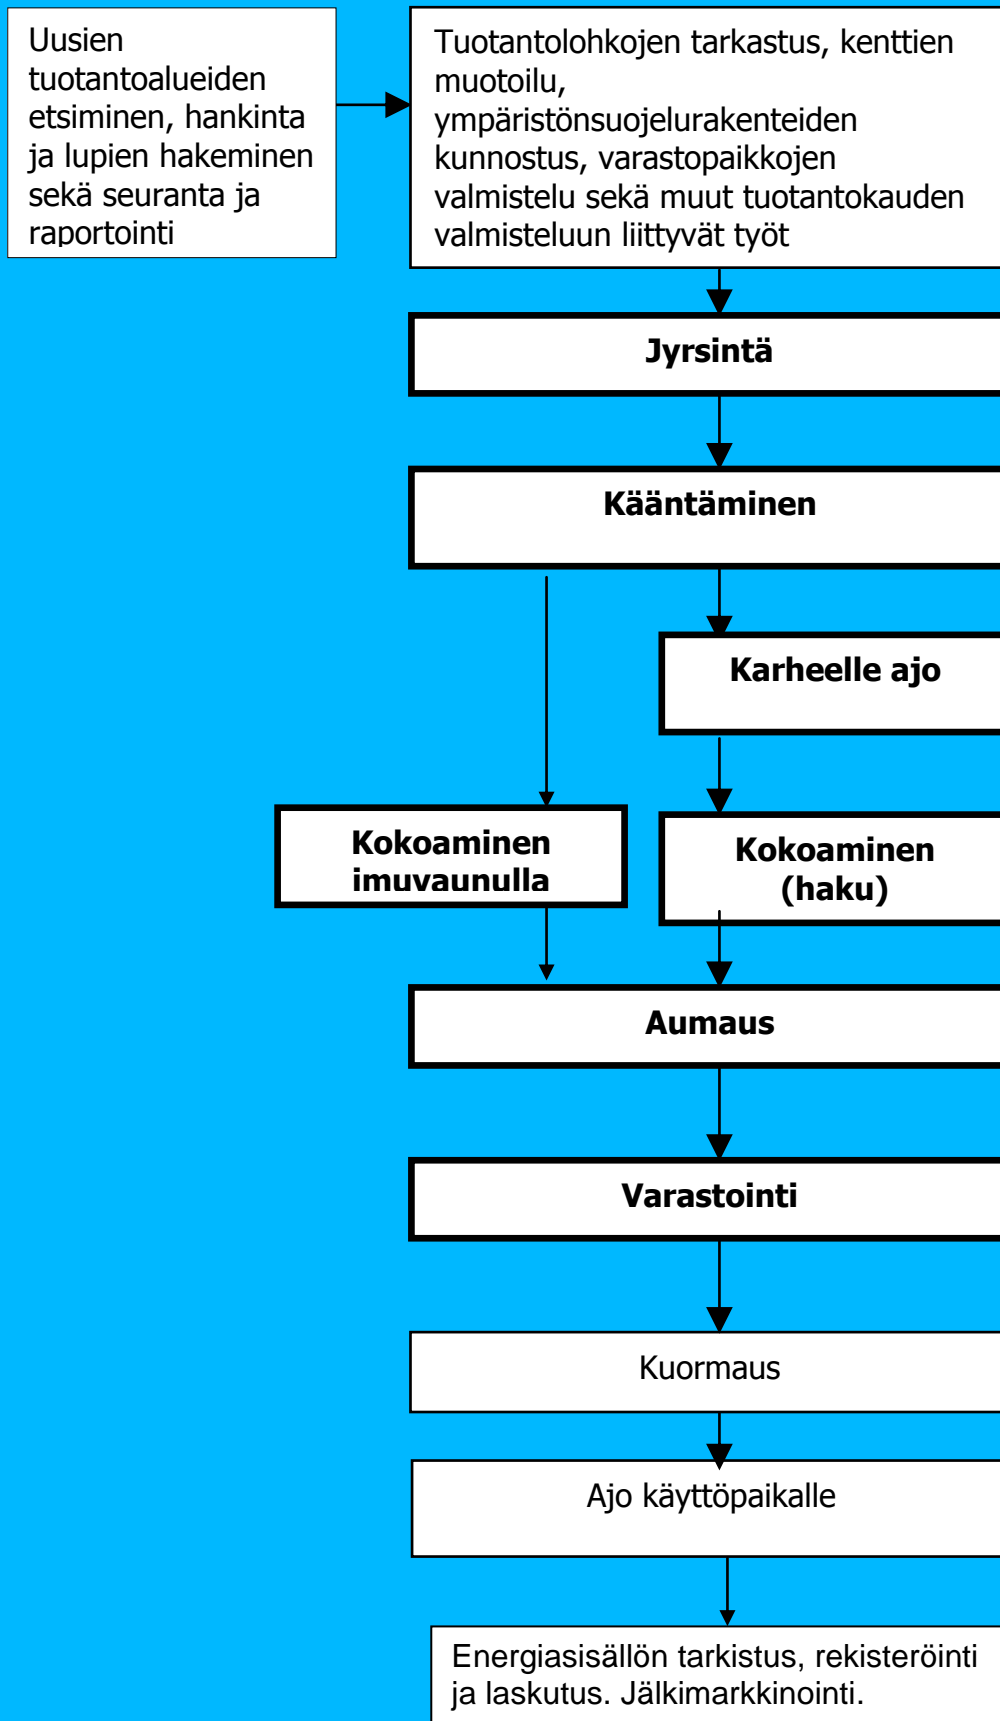 Uusien
tuotantoalueiden
etsiminen, hankinta
ja lupien hakeminen
sekä seuranta ja
raportointi
Tuotantolohkojen tarkastus, kenttien
muotoilu,
ympäristönsuojelurakenteiden
kunnostus, varastopaikkojen
valmistelu sekä muut tuotantokauden
valmisteluun liittyvät työt
Jyrsintä
Kääntäminen
Karheelle ajo
Kokoaminen
imuvaunulla
Kokoaminen
(haku)
Aumaus
Varastointi
Kuormaus
Ajo käyttöpaikalle
Energiasisällön tarkistus, rekisteröinti
ja laskutus. Jälkimarkkinointi.